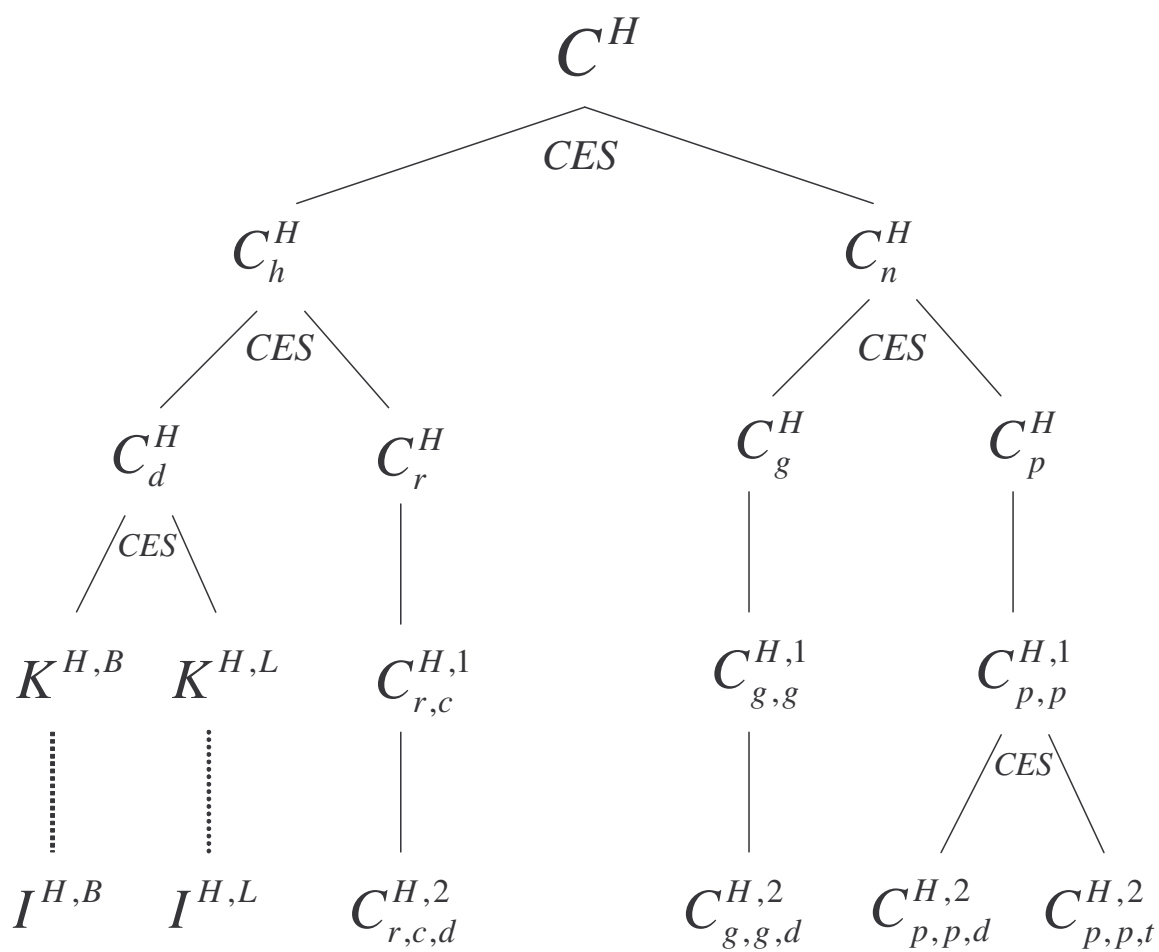 C^H
CES
C_h^H C_n^H
CES CES
C_d^H C_r^H C_g^H C_p^H
CES
K^{H,B} K^{H,L} C_{r,c}^{H,1} C_{g,g}^{H,1} C_{p,p}^{H,1}
CES
I^{H,B} I^{H,L} C_{r,c,d}^{H,2} C_{g,g,d}^{H,2} C_{p,p,d}^{H,2} C_{p,p,t}^{H,2}